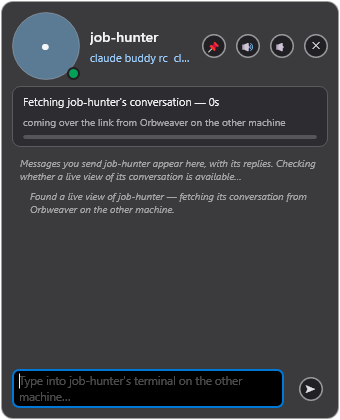 job-hunter
claude buddy rc cl...
Fetching job-hunter's conversation — 0s
coming over the link from Orbweaver on the other machine
Messages you send job-hunter appear here, with its replies. Checking
whether a live view of its conversation is available...
Found a live view of job-hunter — fetching its conversation from
Orbweaver on the other machine.
Type into job-hunter's terminal on the other
machine...